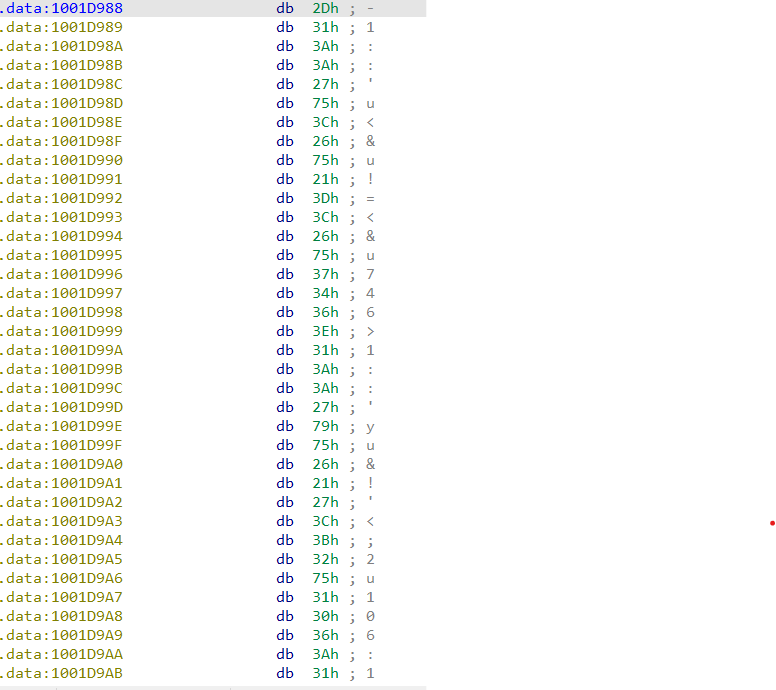 .data:1001D988 db 2Dh ; -
.data:1001D989 db 31h ; 1
.data:1001D98A db 3Ah ; :
.data:1001D98B db 3Ah ; :
.data:1001D98C db 27h ; '
.data:1001D98D db 75h ; u
.data:1001D98E db 3Ch ; <
.data:1001D98F db 26h ; &
.data:1001D990 db 75h ; u
.data:1001D991 db 21h ; !
.data:1001D992 db 3Dh ; =
.data:1001D993 db 3Ch ; <
.data:1001D994 db 26h ; &
.data:1001D995 db 75h ; u
.data:1001D996 db 37h ; 7
.data:1001D997 db 34h ; 4
.data:1001D998 db 36h ; 6
.data:1001D999 db 3Eh ; >
.data:1001D99A db 31h ; 1
.data:1001D99B db 3Ah ; :
.data:1001D99C db 3Ah ; :
.data:1001D99D db 27h ; '
.data:1001D99E db 79h ; y
.data:1001D99F db 75h ; u
.data:1001D9A0 db 26h ; &
.data:1001D9A1 db 21h ; !
.data:1001D9A2 db 27h ; '
.data:1001D9A3 db 3Ch ; <
.data:1001D9A4 db 3Bh ; ;
.data:1001D9A5 db 32h ; 2
.data:1001D9A6 db 75h ; u
.data:1001D9A7 db 31h ; 1
.data:1001D9A8 db 30h ; 0
.data:1001D9A9 db 36h ; 6
.data:1001D9AA db 3Ah ; :
.data:1001D9AB db 31h ; 1